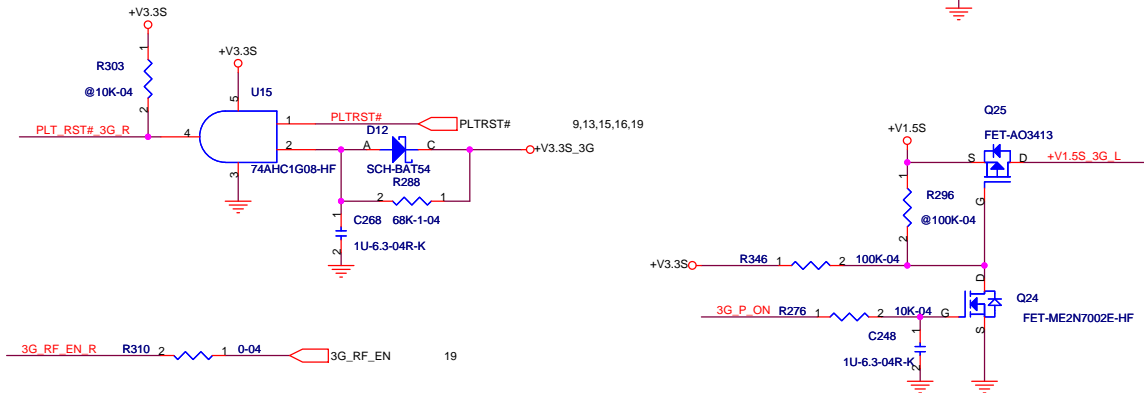 +V3.3S
1
R303
@10K-04
2
+V3.3S
5
U15
PLT_RST#_3G_R
4
1
PLTRST#
PLTRST#
9,13,15,16,19
D12
2
A
C
+V3.3S_3G
3
74AHC1G08-HF
SCH-BAT54
R288
2
1
1
C268
68K-1-04
1U-6.3-04R-K
2
3G_RF_EN_R
R310
2
1
0-04
3G_RF_EN
19
Q25
+V1.5S
FET-AO3413
S
D
+V1.5S_3G_L
1
R296
G
@100K-04
2
+V3.3S
R346
1
2
100K-04
D
Q24
3G_P_ON
R276
1
2
10K-04
G
FET-ME2N7002E-HF
1
C248
S
1U-6.3-04R-K
2